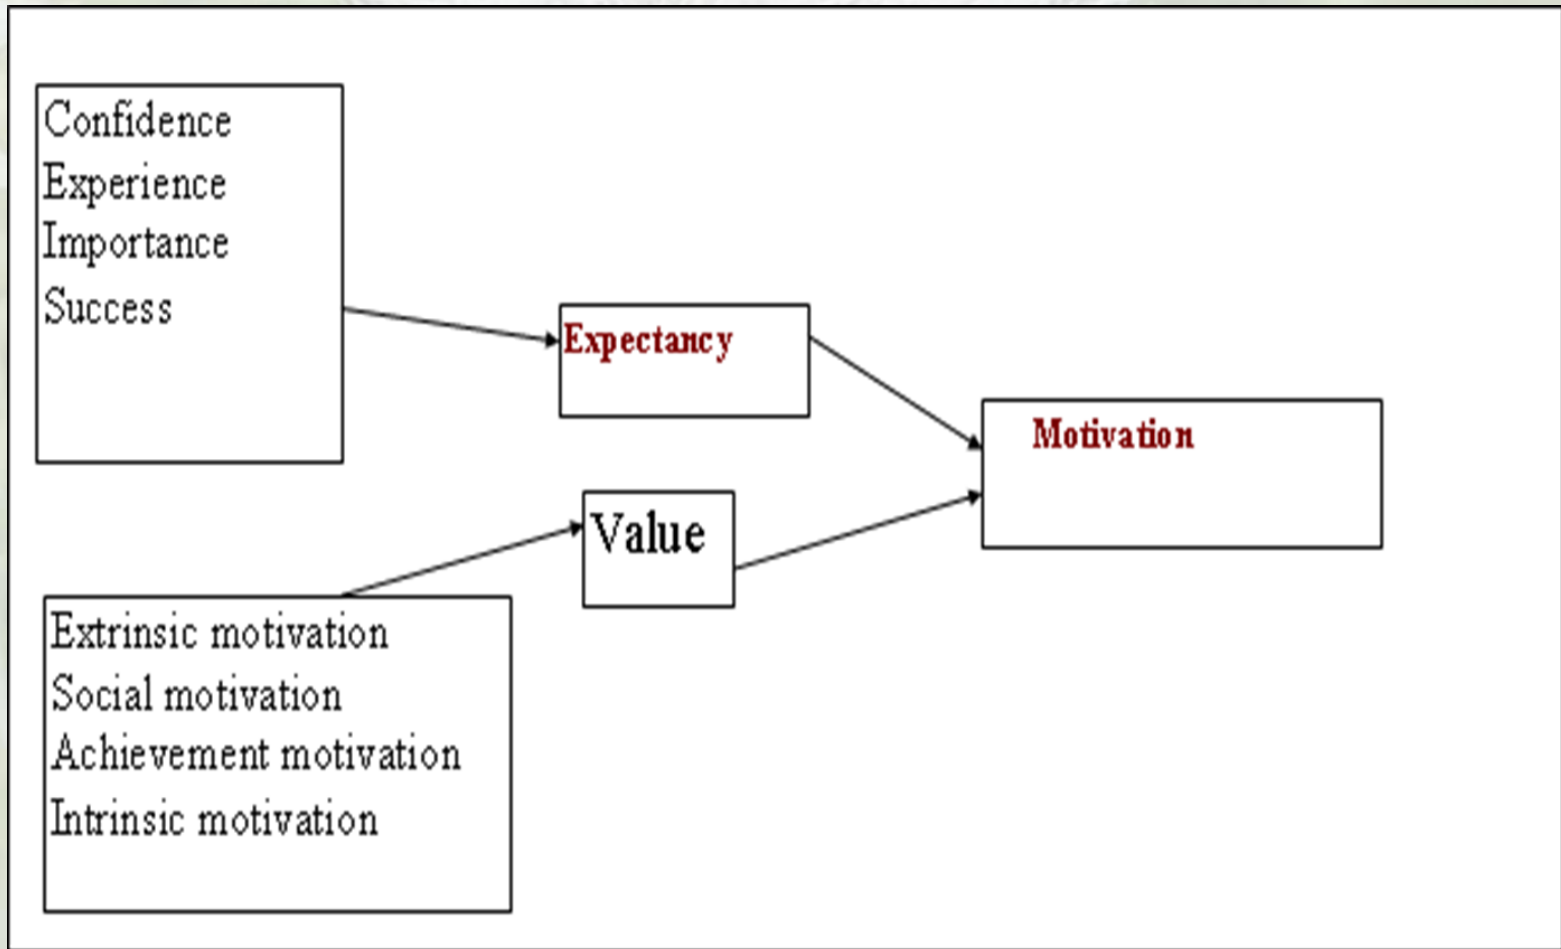 Confidence
Experience
Importance
Success
Expectancy
Motivation
Value
Extrinsic motivation
Social motivation
Achievement motivation
Intrinsic motivation